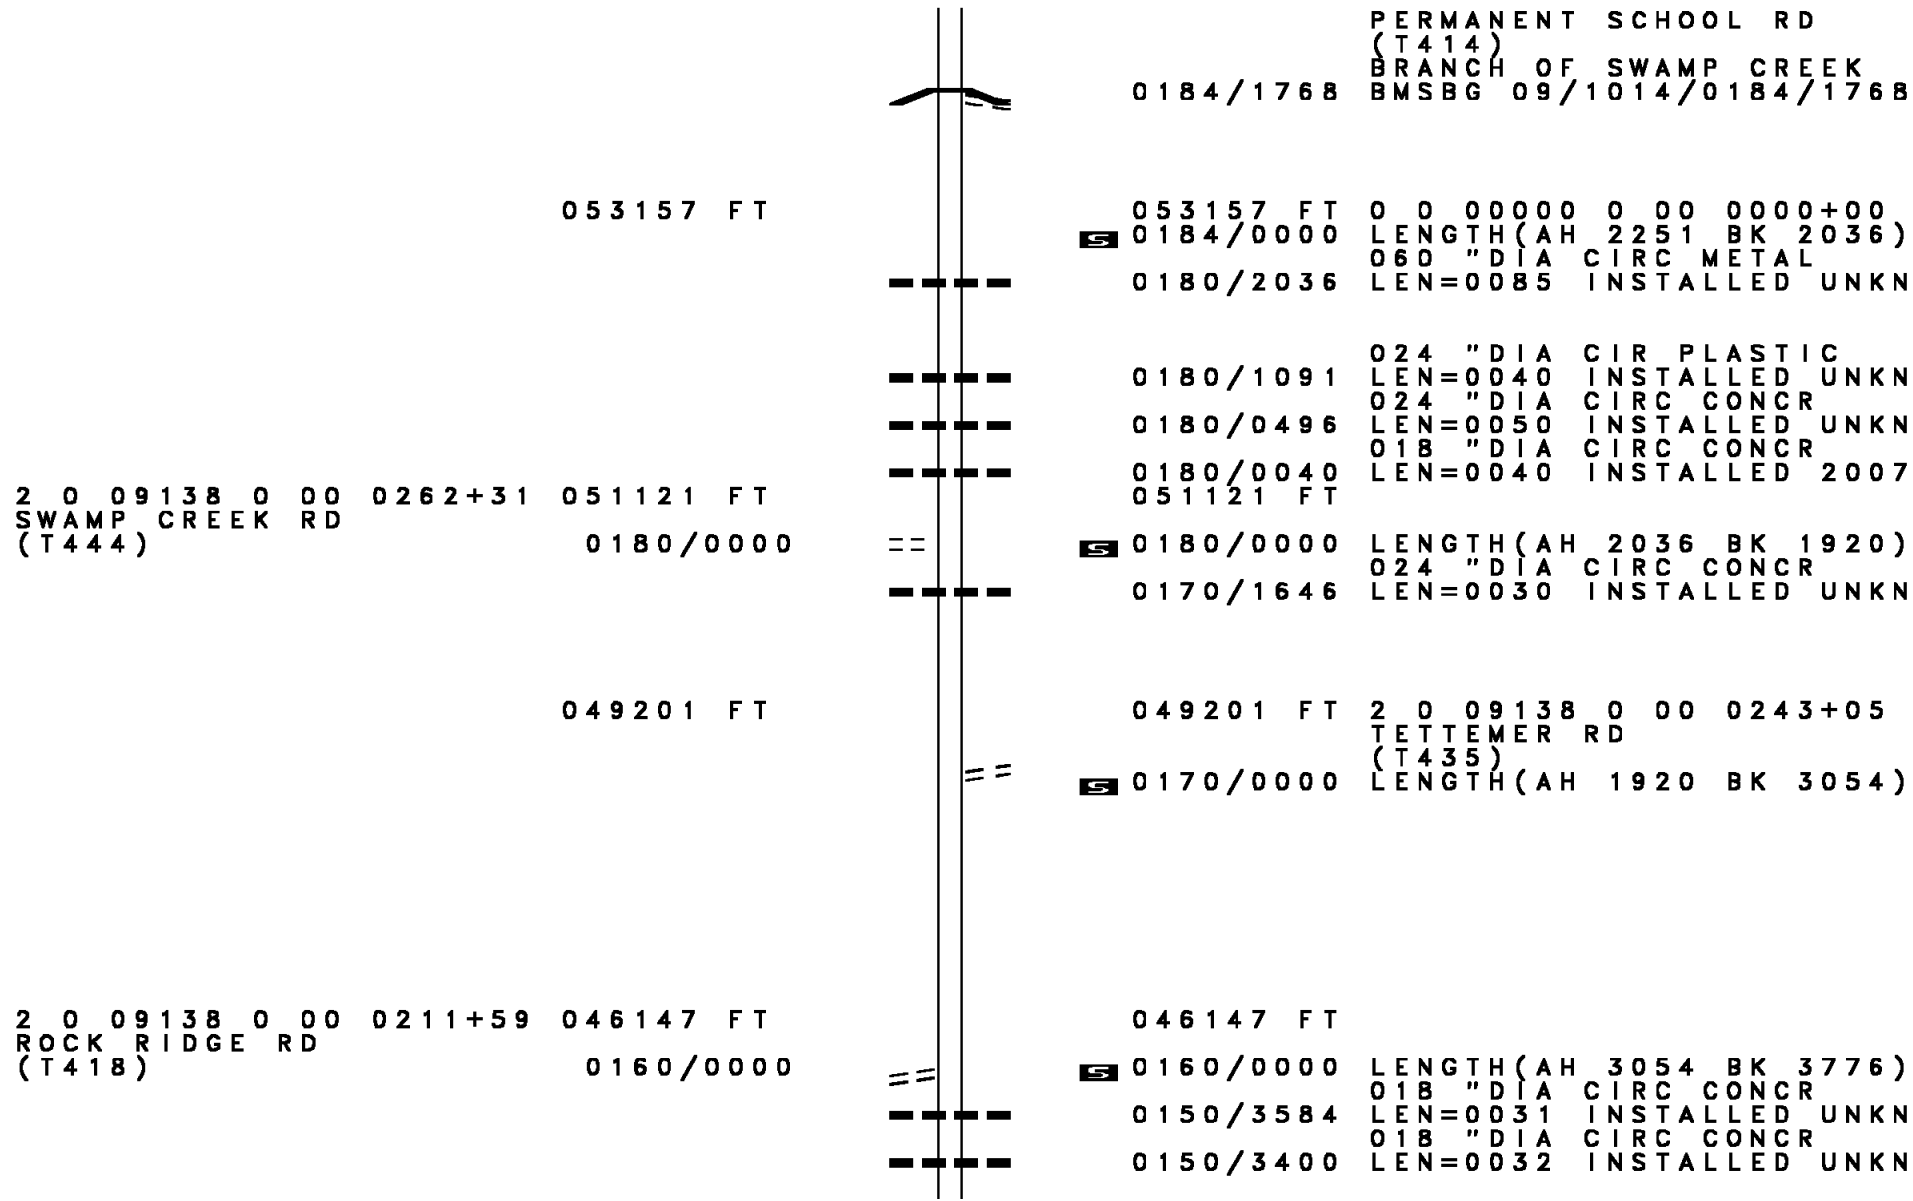 PERMANENT SCHOOL RD
(T414)
BRANCH OF SWAMP CREEK
0184/1768 BMSBG 09/1014/0184/1768
053157 FT 053157 FT 0 0 00000 0 00 0000+00
S 0184/0000 LENGTH(AH 2251 BK 2036)
060 "DIA CIRC METAL
0180/2036 LEN=0085 INSTALLED UNKN
024 "DIA CIR PLASTIC
0180/1091 LEN=0040 INSTALLED UNKN
024 "DIA CIRC CONCR
0180/0496 LEN=0050 INSTALLED UNKN
018 "DIA CIRC CONCR
0180/0040 LEN=0040 INSTALLED 2007
2 0 09138 0 00 0262+31 051121 FT 051121 FT
SWAMP CREEK RD
(T444) 0180/0000 S 0180/0000 LENGTH(AH 2036 BK 1920)
024 "DIA CIRC CONCR
0170/1646 LEN=0030 INSTALLED UNKN
049201 FT 049201 FT 2 0 09138 0 00 0243+05
TETTEMER RD
(T435)
S 0170/0000 LENGTH(AH 1920 BK 3054)
2 0 09138 0 00 0211+59 046147 FT 046147 FT
ROCK RIDGE RD
(T418) 0160/0000 S 0160/0000 LENGTH(AH 3054 BK 3776)
018 "DIA CIRC CONCR
0150/3584 LEN=0031 INSTALLED UNKN
018 "DIA CIRC CONCR
0150/3400 LEN=0032 INSTALLED UNKN